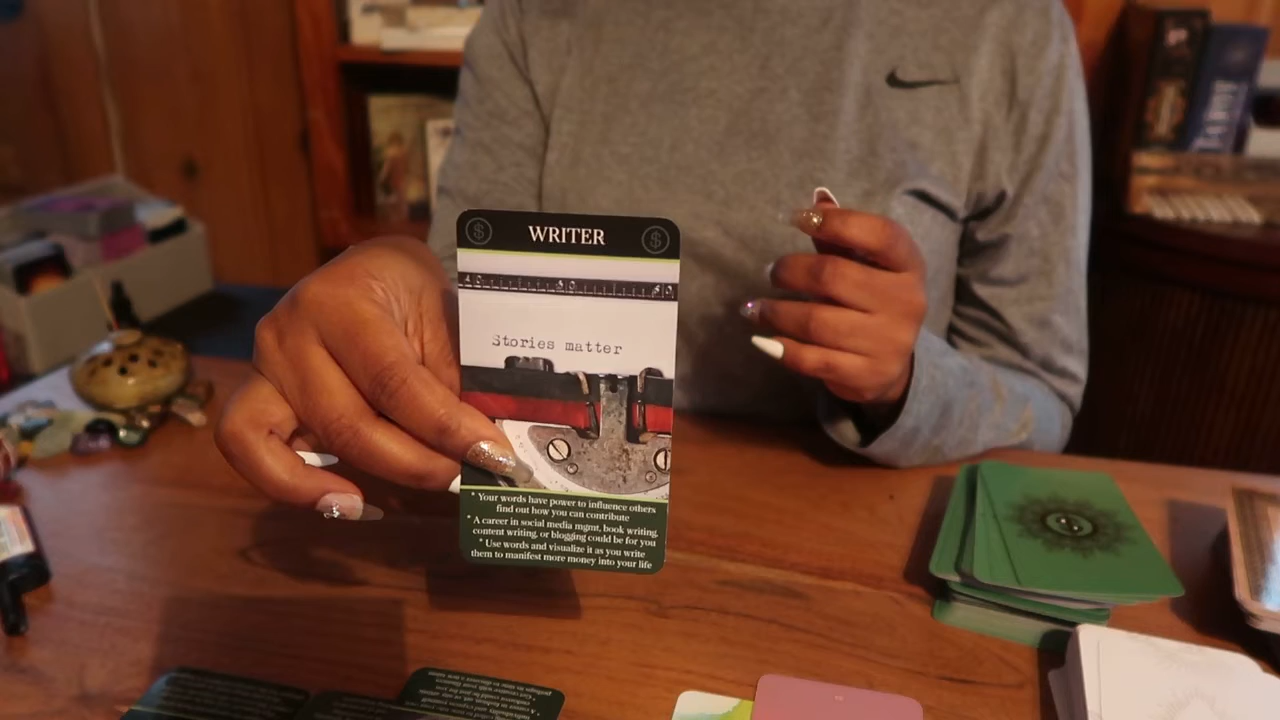 WRITER
Stories matter
* Your words have power to influence others
find out how you can contribute
* A career in social media mgmt, book writing,
content writing, or blogging could be for you
* Use words and visualize it as you write
them to manifest more money into your life